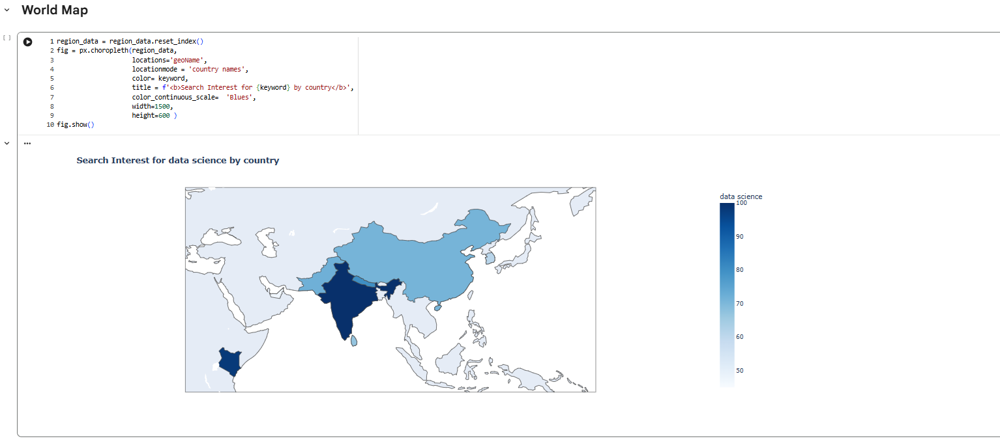 World Map
[ ]
1 region_data = region_data.reset_index()
2 fig = px.choropleth(region_data,
3 locations='geoName',
4 locationmode = 'country names',
5 color= keyword,
6 title = f'<b>Search Interest for {keyword} by country</b>',
7 color_continuous_scale=  'Blues',
8 width=1500,
9 height=600 )
10 fig.show()
...
Search Interest for data science by country
data science
100
90
80
70
60
50